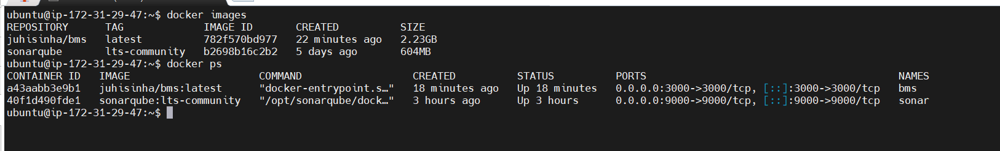 ubuntu@ip-172-31-29-47:~$ docker images
REPOSITORY     TAG             IMAGE ID       CREATED          SIZE
juhisinha/bms   latest          782f570bd977   22 minutes ago   2.23GB
sonarqube       lts-community   b2698b16c2b2   5 days ago       604MB
ubuntu@ip-172-31-29-47:~$ docker ps
CONTAINER ID   IMAGE                     COMMAND                  CREATED          STATUS          PORTS                                         NAMES
a43aabb3e9b1   juhisinha/bms:latest      "docker-entrypoint.s…"   18 minutes ago   Up 18 minutes   0.0.0.0:3000->3000/tcp, [::]:3000->3000/tcp   bms
40f1d490fde1   sonarqube:lts-community   "/opt/sonarqube/dock…"   3 hours ago      Up 3 hours      0.0.0.0:9000->9000/tcp, [::]:9000->9000/tcp   sonar
ubuntu@ip-172-31-29-47:~$